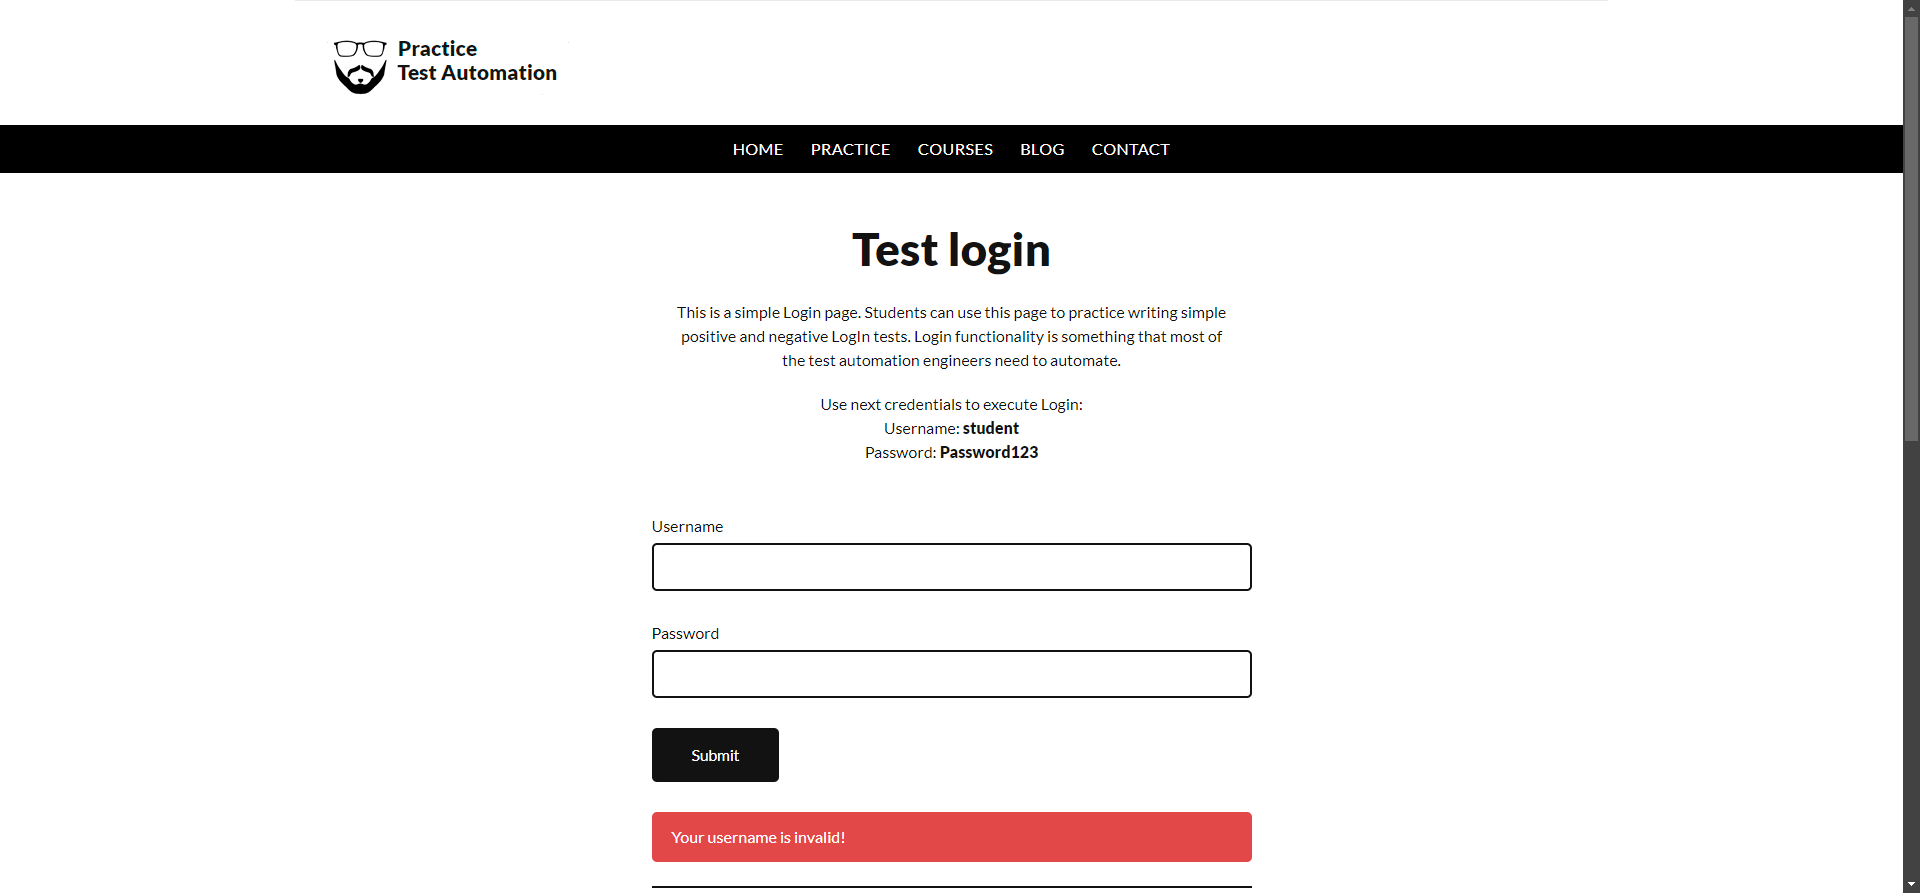 Practice
Test Automation
HOME PRACTICE COURSES BLOG CONTACT
Test login
This is a simple Login page. Students can use this page to practice writing simple
positive and negative LogIn tests. Login functionality is something that most of
the test automation engineers need to automate.
Use next credentials to execute Login:
Username: student
Password: Password123
Username
Password
Submit
Your username is invalid!